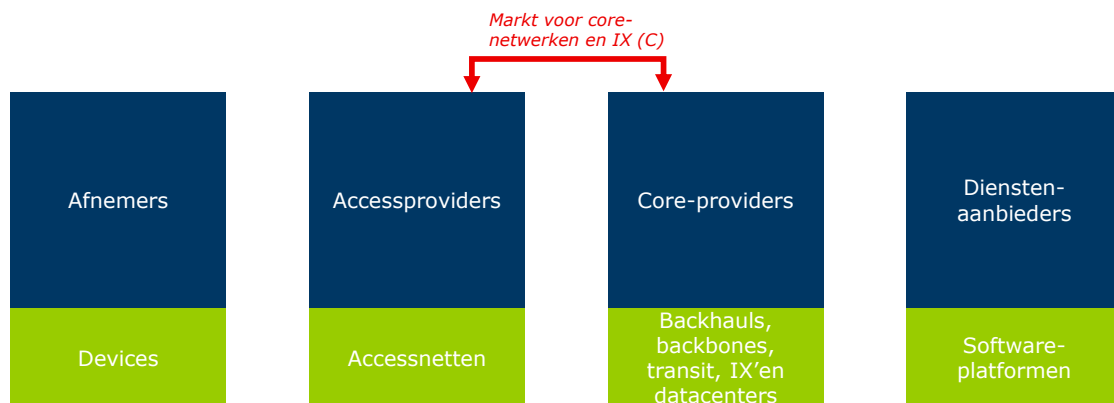 Markt voor core-
netwerken en IX (C)
Afnemers
Accessproviders
Core-providers
Diensten-
aanbieders
Devices
Accessnetten
Backhauls,
backbones,
transit, IX'en
datacenters
Software-
platformen